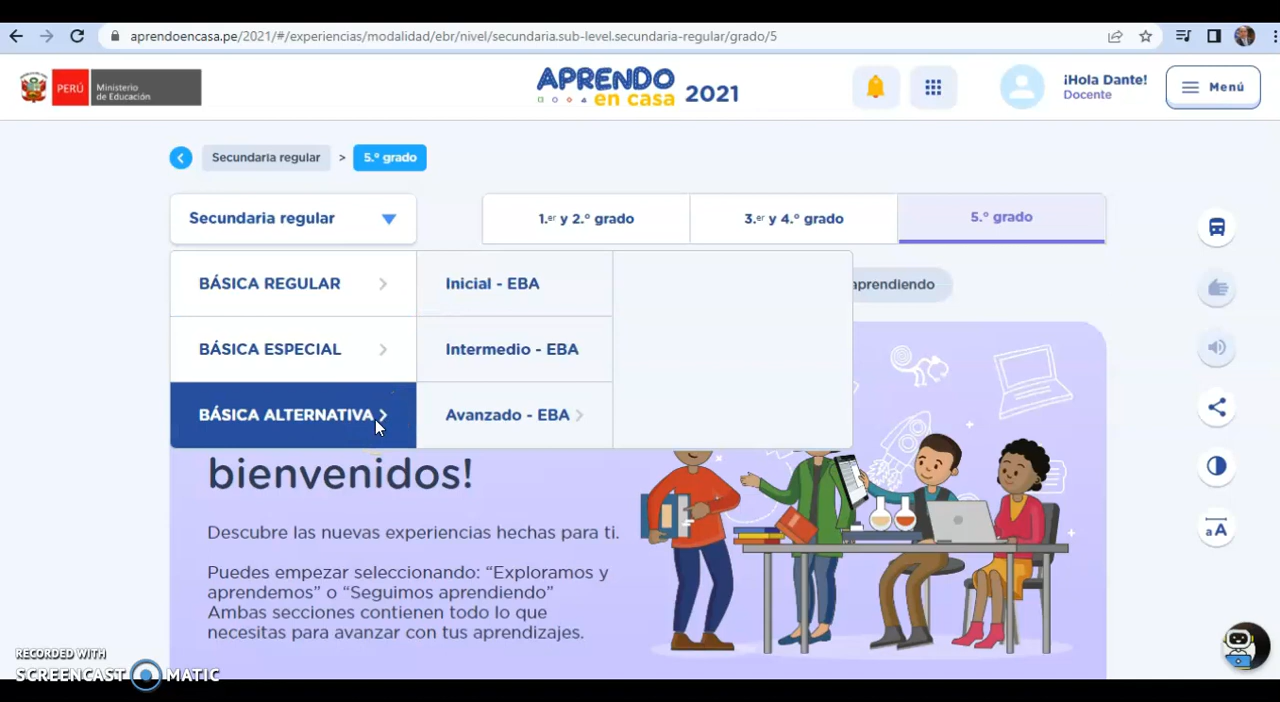 aprendoencasa.pe/2021/#/experiencias/modalidad/ebr/nivel/secundaria.sub-level.secundaria-regular/grado/5
PERÚ
Ministerio
de Educación
APRENDO
en casa 2021
¡Hola Dante!
Docente
Menú
Secundaria regular > 5.° grado
Secundaria regular
1.er y 2.° grado
3.er y 4.° grado
5.° grado
BÁSICA REGULAR
Inicial - EBA
aprendiendo
BÁSICA ESPECIAL
Intermedio - EBA
BÁSICA ALTERNATIVA
Avanzado - EBA
bienvenidos!
Descubre las nuevas experiencias hechas para ti.
Puedes empezar seleccionando: “Exploramos y
aprendemos” o “Seguimos aprendiendo”
Ambas secciones contienen todo lo que
necesitas para avanzar con tus aprendizajes.
aA
RECORDED WITH
SCREENCAST MATIC